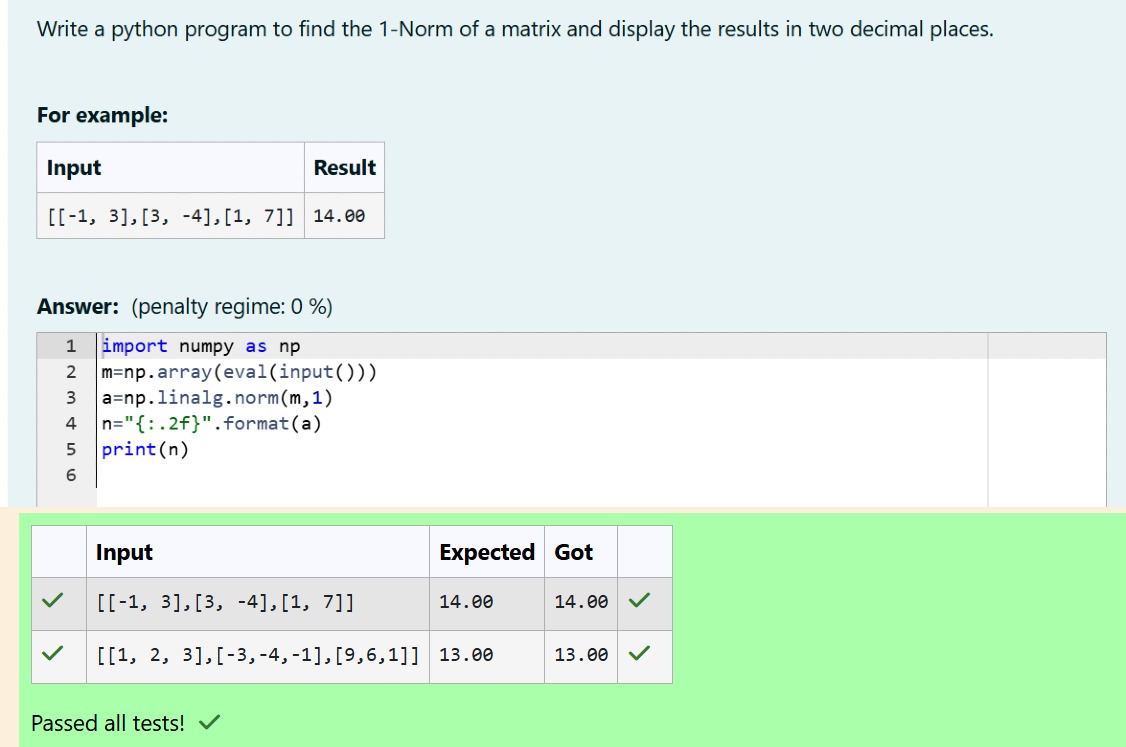 Write a python program to find the 1-Norm of a matrix and display the results in two decimal places.
For example:
Input Result
[[-1, 3],[3, -4],[1, 7]] 14.00
Answer: (penalty regime: 0 %)
1 import numpy as np
2 m=np.array(eval(input()))
3 a=np.linalg.norm(m,1)
4 n="{:.2f}".format(a)
5 print(n)
6
Input Expected Got
[[-1, 3],[3, -4],[1, 7]] 14.00 14.00
[[1, 2, 3],[-3,-4,-1],[9,6,1]] 13.00 13.00
Passed all tests!